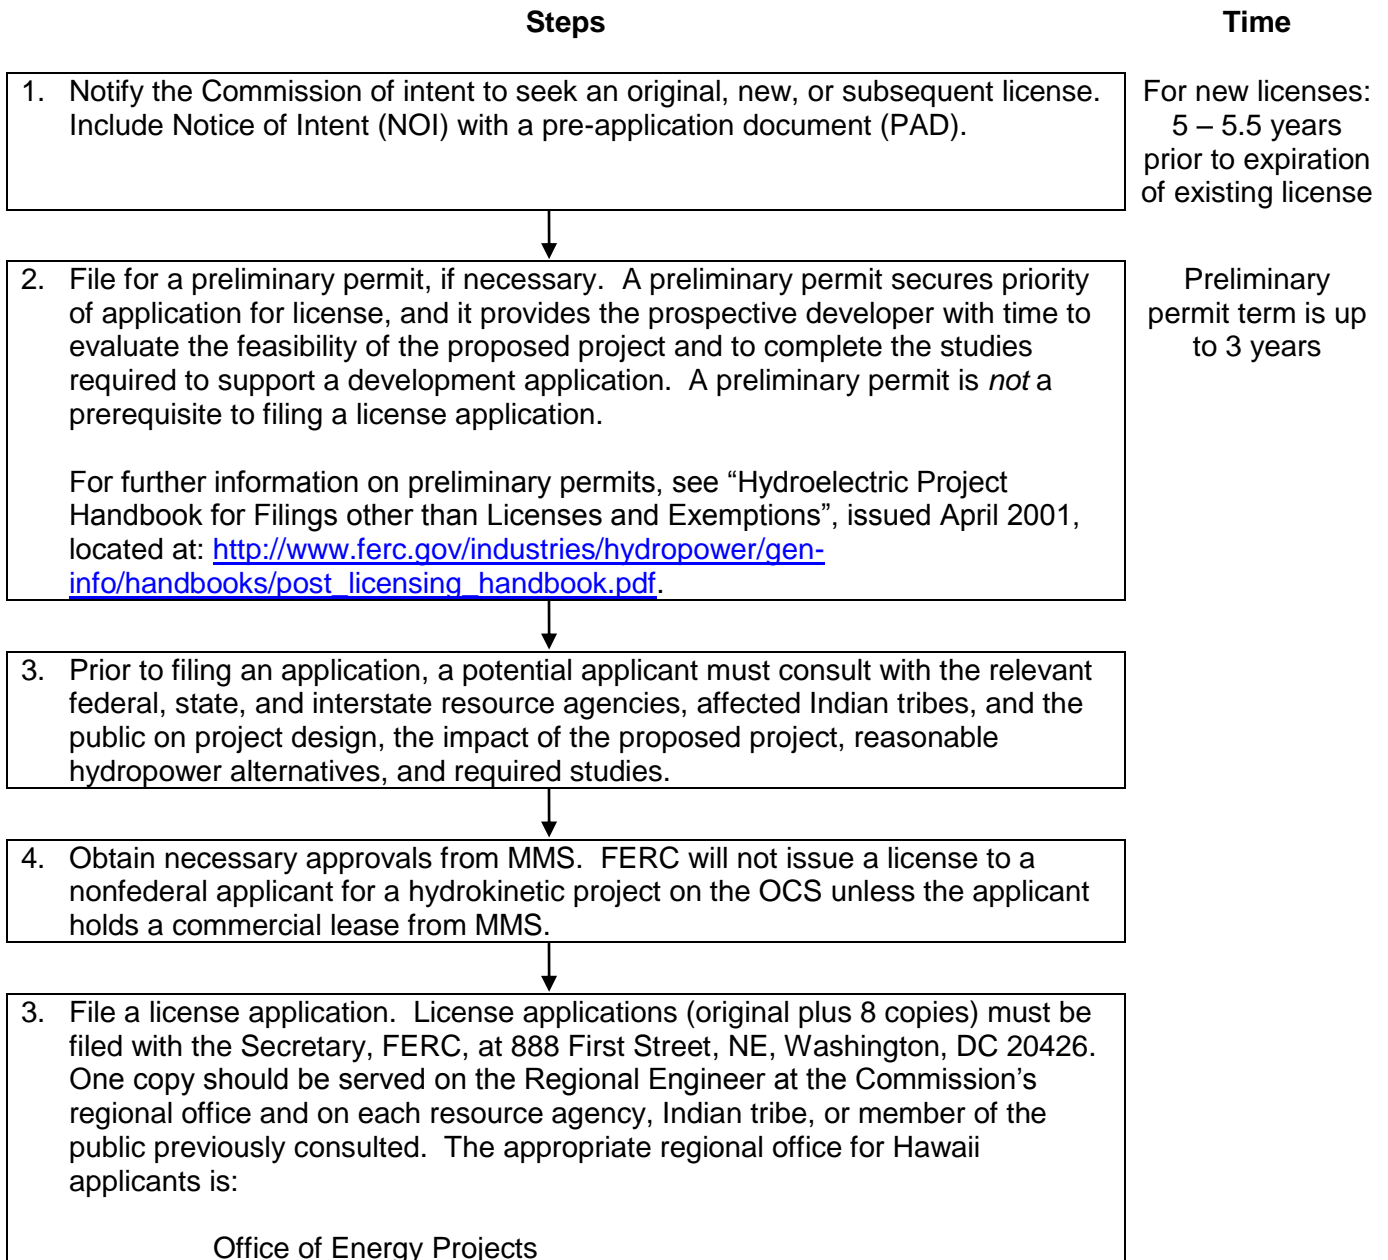 Steps
Time
1. Notify the Commission of intent to seek an original, new, or subsequent license.
Include Notice of Intent (NOI) with a pre-application document (PAD).
For new licenses:
5 – 5.5 years
prior to expiration
of existing license
2. File for a preliminary permit, if necessary. A preliminary permit secures priority
of application for license, and it provides the prospective developer with time to
evaluate the feasibility of the proposed project and to complete the studies
required to support a development application. A preliminary permit is not a
prerequisite to filing a license application.
For further information on preliminary permits, see “Hydroelectric Project
Handbook for Filings other than Licenses and Exemptions”, issued April 2001,
located at: http://www.ferc.gov/industries/hydropower/gen-
info/handbooks/post_licensing_handbook.pdf.
Preliminary
permit term is up
to 3 years
3. Prior to filing an application, a potential applicant must consult with the relevant
federal, state, and interstate resource agencies, affected Indian tribes, and the
public on project design, the impact of the proposed project, reasonable
hydropower alternatives, and required studies.
4. Obtain necessary approvals from MMS. FERC will not issue a license to a
nonfederal applicant for a hydrokinetic project on the OCS unless the applicant
holds a commercial lease from MMS.
3. File a license application. License applications (original plus 8 copies) must be
filed with the Secretary, FERC, at 888 First Street, NE, Washington, DC 20426.
One copy should be served on the Regional Engineer at the Commission’s
regional office and on each resource agency, Indian tribe, or member of the
public previously consulted. The appropriate regional office for Hawaii
applicants is:
Office of Energy Projects